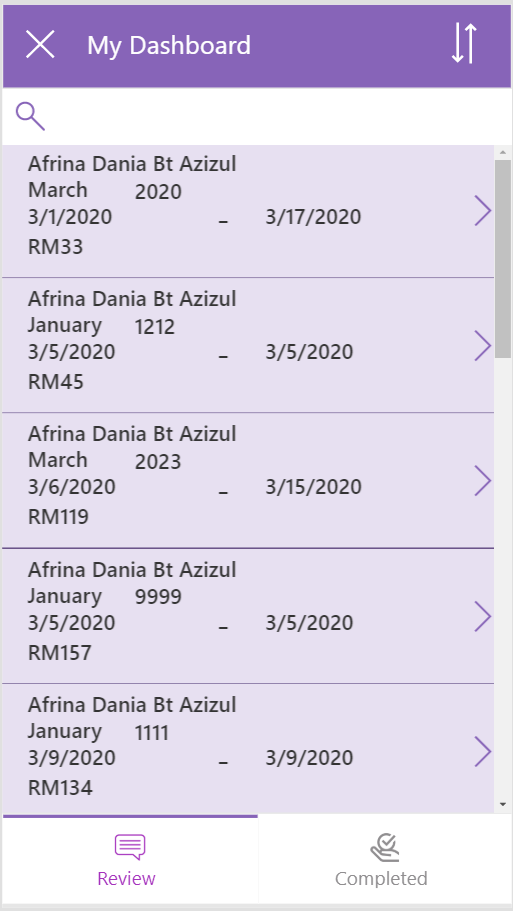 My Dashboard
Afrina Dania Bt Azizul
March 2020
3/1/2020 – 3/17/2020
RM33
Afrina Dania Bt Azizul
January 1212
3/5/2020 – 3/5/2020
RM45
Afrina Dania Bt Azizul
March 2023
3/6/2020 – 3/15/2020
RM119
Afrina Dania Bt Azizul
January 9999
3/5/2020 – 3/5/2020
RM157
Afrina Dania Bt Azizul
January 1111
3/9/2020 – 3/9/2020
RM134
Review Completed